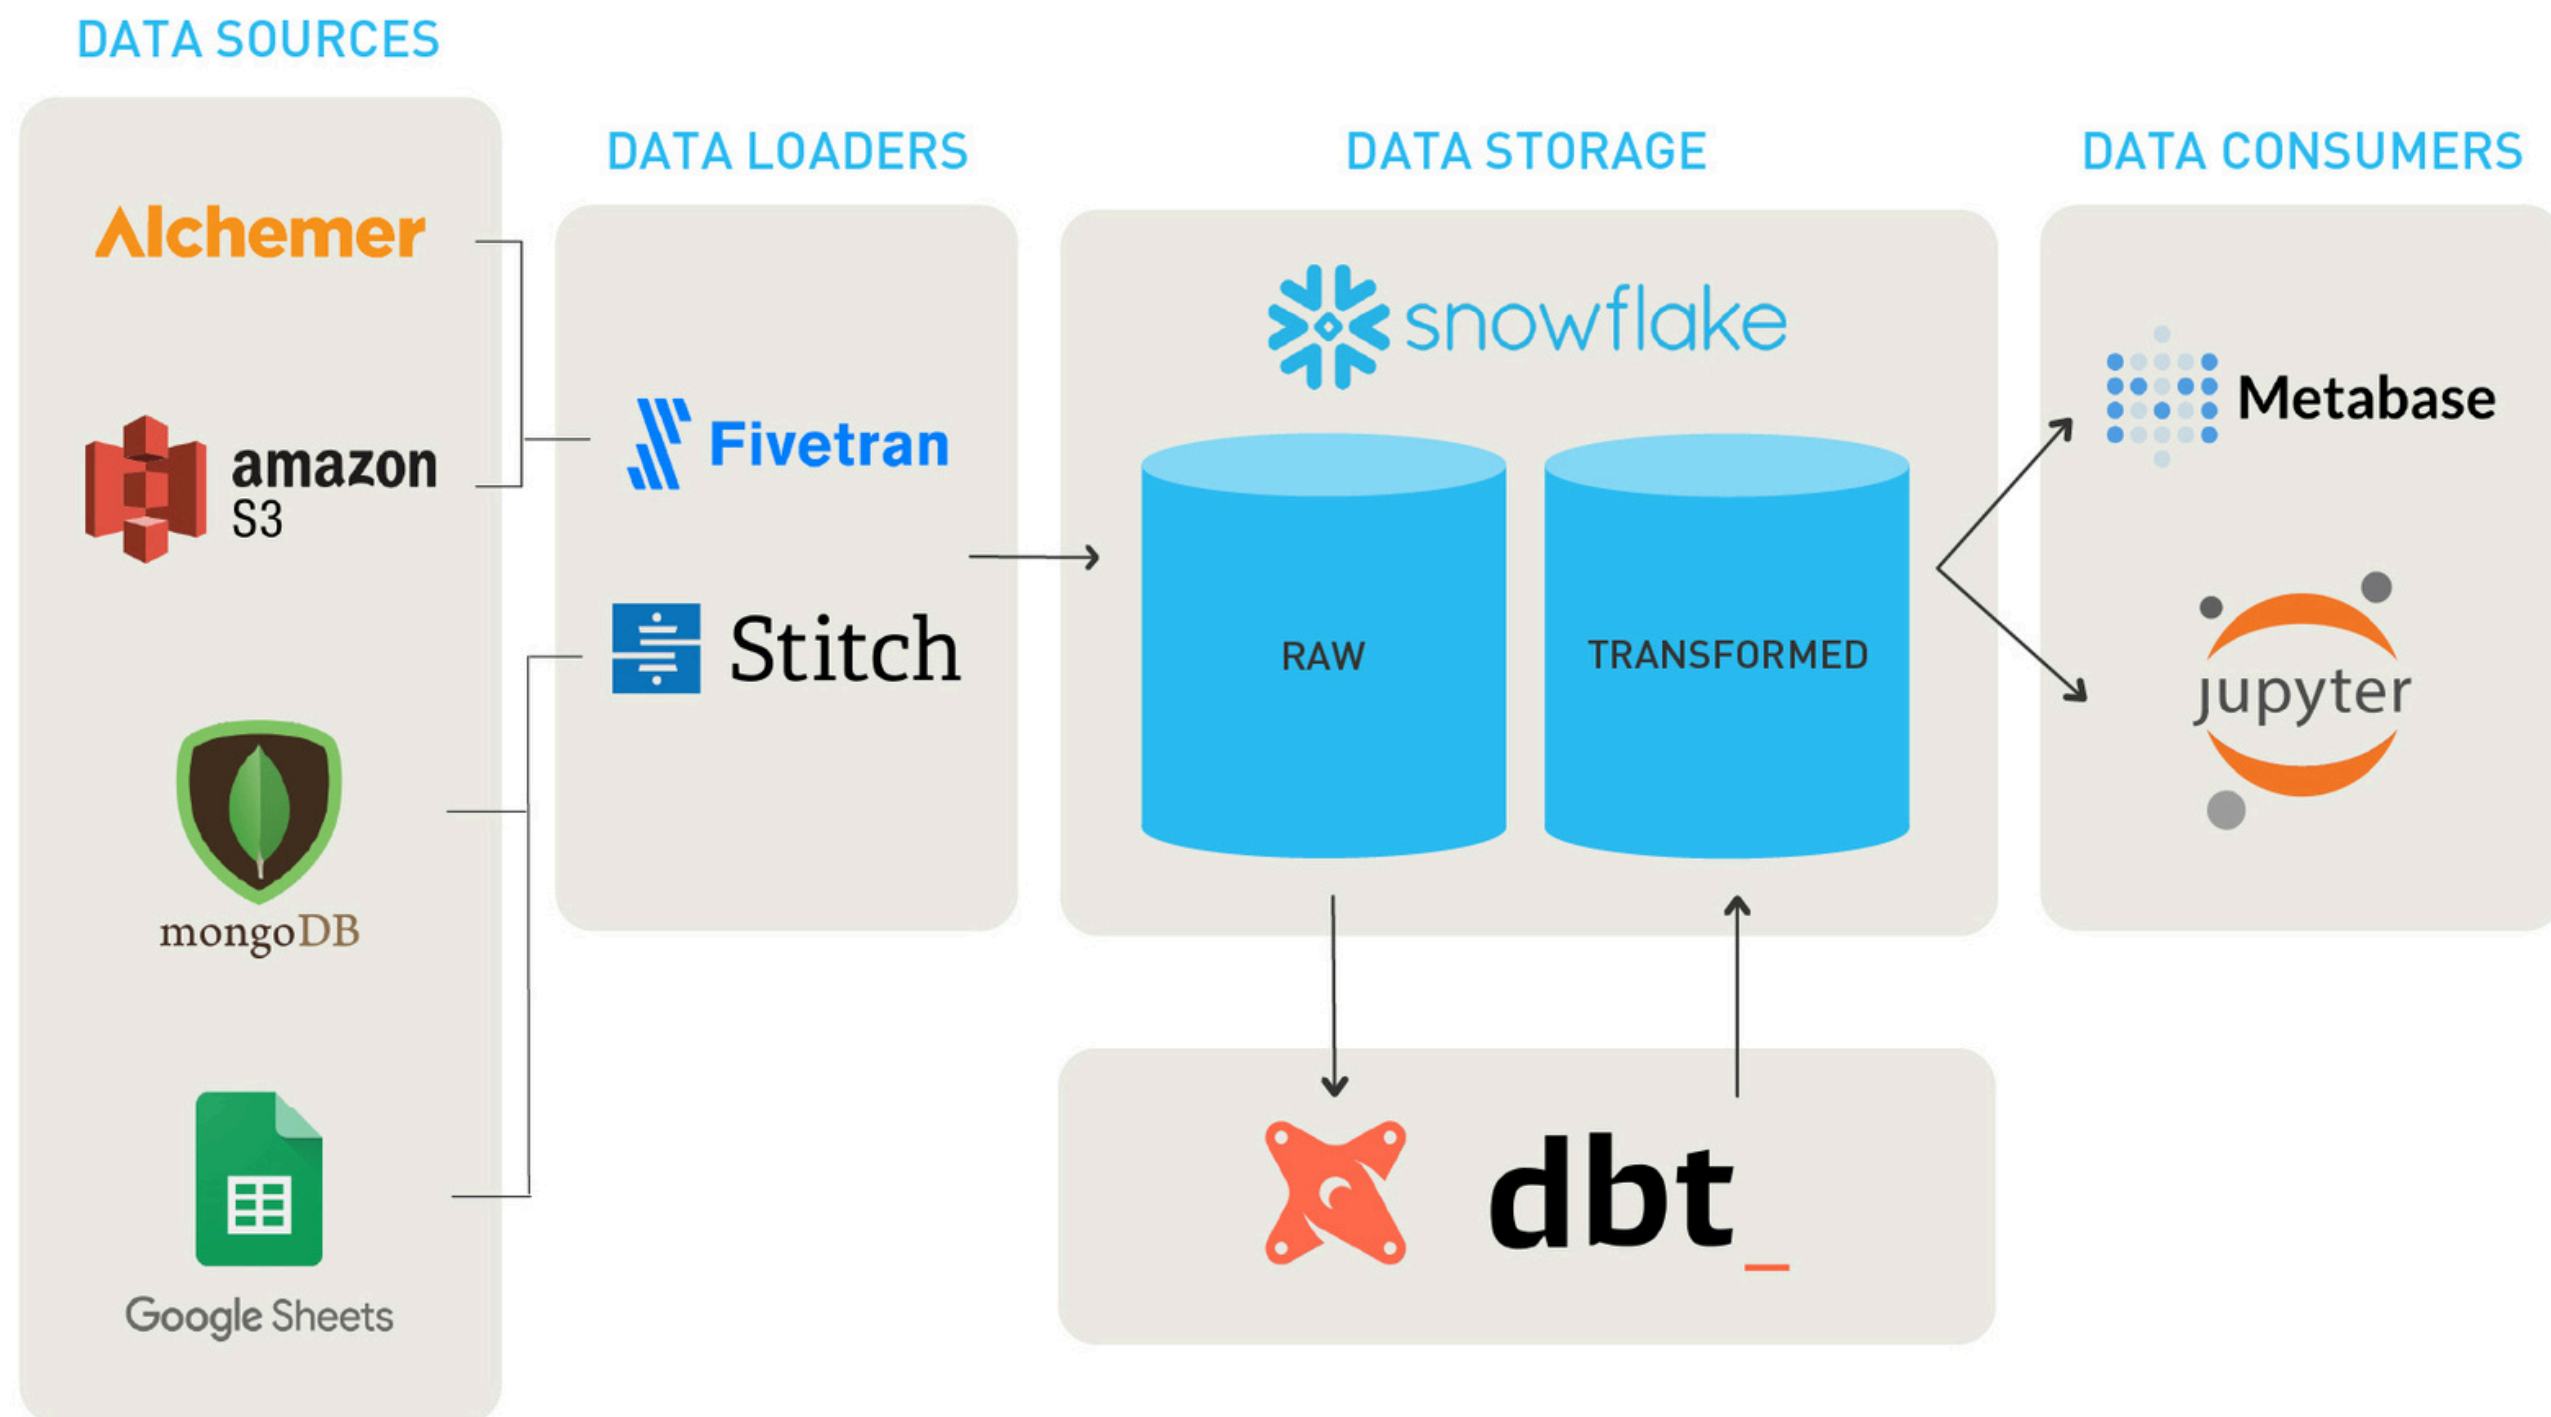 DATA SOURCES
Alchemer
amazon
S3
mongoDB
Google Sheets
DATA LOADERS
Fivetran
Stitch
DATA STORAGE
snowflake
RAW
TRANSFORMED
dbt_
DATA CONSUMERS
Metabase
jupyter